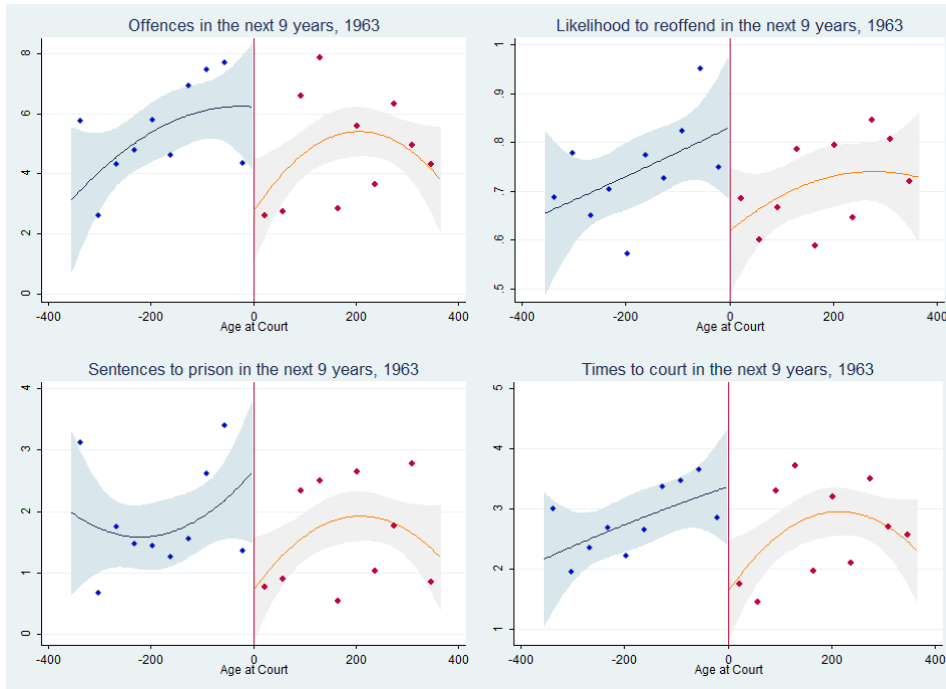 Offences in the next 9 years, 1963
8
6
4
2
0
-400 -200 0 200 400
Age at Court
Likelihood to reoffend in the next 9 years, 1963
1
.9
.8
.7
.6
.5
-400 -200 0 200 400
Age at Court
Sentences to prison in the next 9 years, 1963
4
3
2
1
0
-400 -200 0 200 400
Age at Court
Times to court in the next 9 years, 1963
5
4
3
2
1
-400 -200 0 200 400
Age at Court